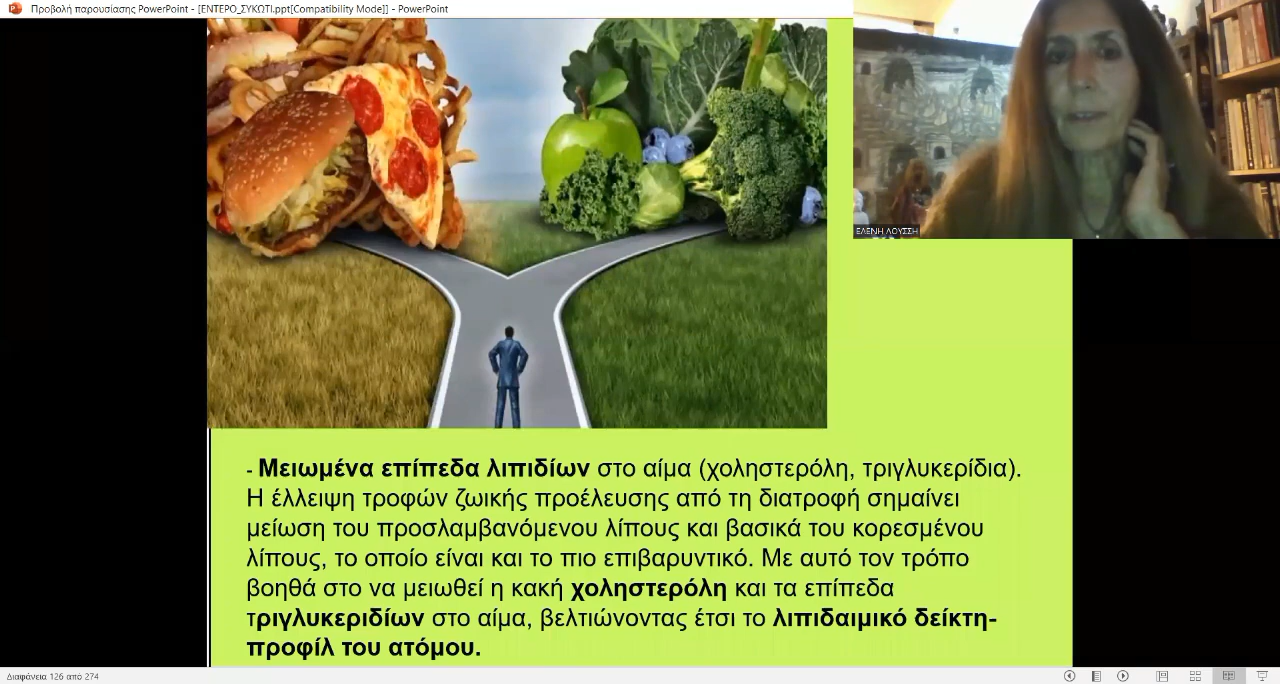 Προβολή παρουσίασης PowerPoint - [ΕΝΤΕΡΟ_ΣΥΚΩΤΙ.ppt[Compatibility Mode]] - PowerPoint
ΕΛΕΝΗ ΛΟΥΣΣΗ
- Μειωμένα επίπεδα λιπιδίων στο αίμα (χοληστερόλη, τριγλυκερίδια).
Η έλλειψη τροφών ζωικής προέλευσης από τη διατροφή σημαίνει
μείωση του προσλαμβανόμενου λίπους και βασικά του κορεσμένου
λίπους, το οποίο είναι και το πιο επιβαρυντικό. Με αυτό τον τρόπο
βοηθά στο να μειωθεί η κακή χοληστερόλη και τα επίπεδα
τριγλυκεριδίων στο αίμα, βελτιώνοντας έτσι το λιπιδαιμικό δείκτη-
προφίλ του ατόμου.
Διαφάνεια 126 από 274